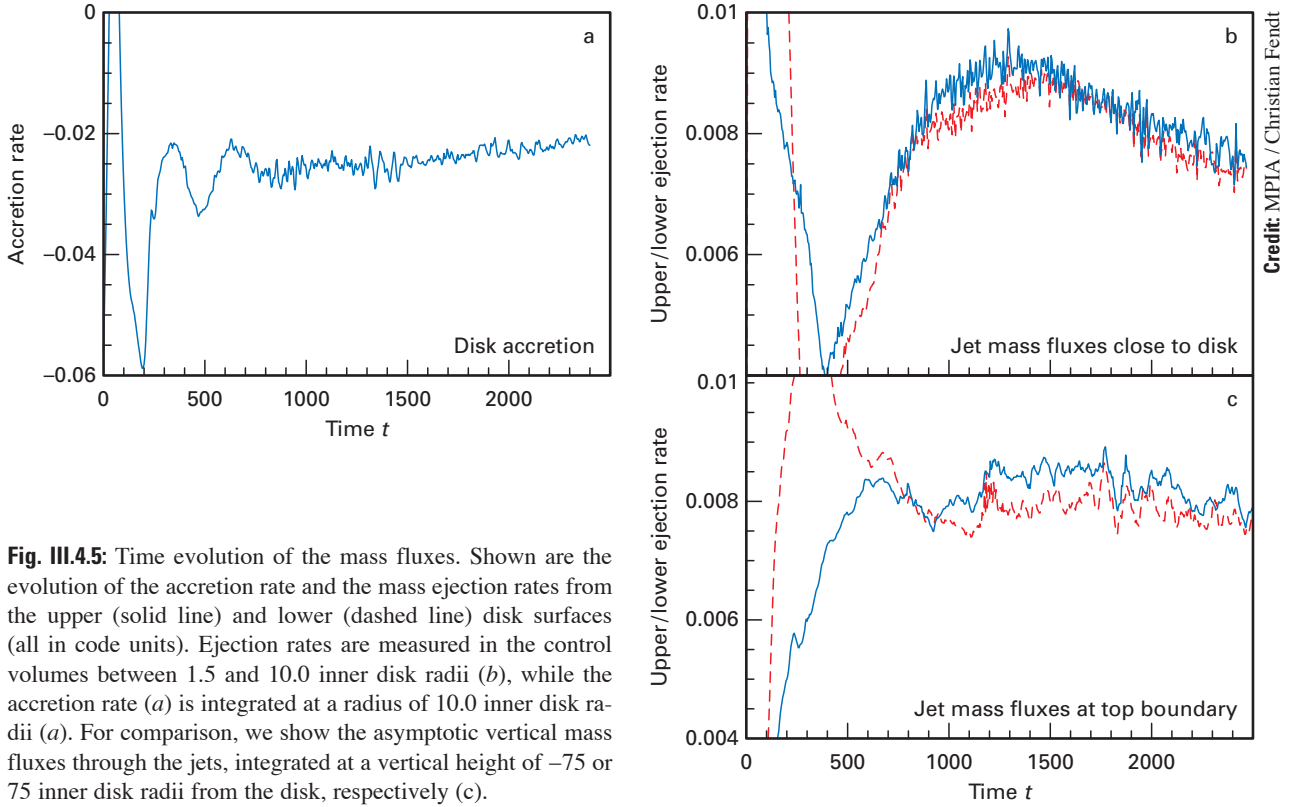 0
−0.02
−0.04
−0.06
Accretion rate
a
Disk accretion
0
500
1000
1500
2000
Time t
0.01
0.008
0.006
Upper/lower ejection rate
b
Jet mass fluxes close to disk
0.01
0.008
0.006
0.004
Upper/lower ejection rate
c
Jet mass fluxes at top boundary
0
500
1000
1500
2000
Time t
Credit: MPIA / Christian Fendt
Fig. III.4.5: Time evolution of the mass fluxes. Shown are the
evolution of the accretion rate and the mass ejection rates from
the upper (solid line) and lower (dashed line) disk surfaces
(all in code units). Ejection rates are measured in the control
volumes between 1.5 and 10.0 inner disk radii (b), while the
accretion rate (a) is integrated at a radius of 10.0 inner disk ra-
dii (a). For comparison, we show the asymptotic vertical mass
fluxes through the jets, integrated at a vertical height of –75 or
75 inner disk radii from the disk, respectively (c).